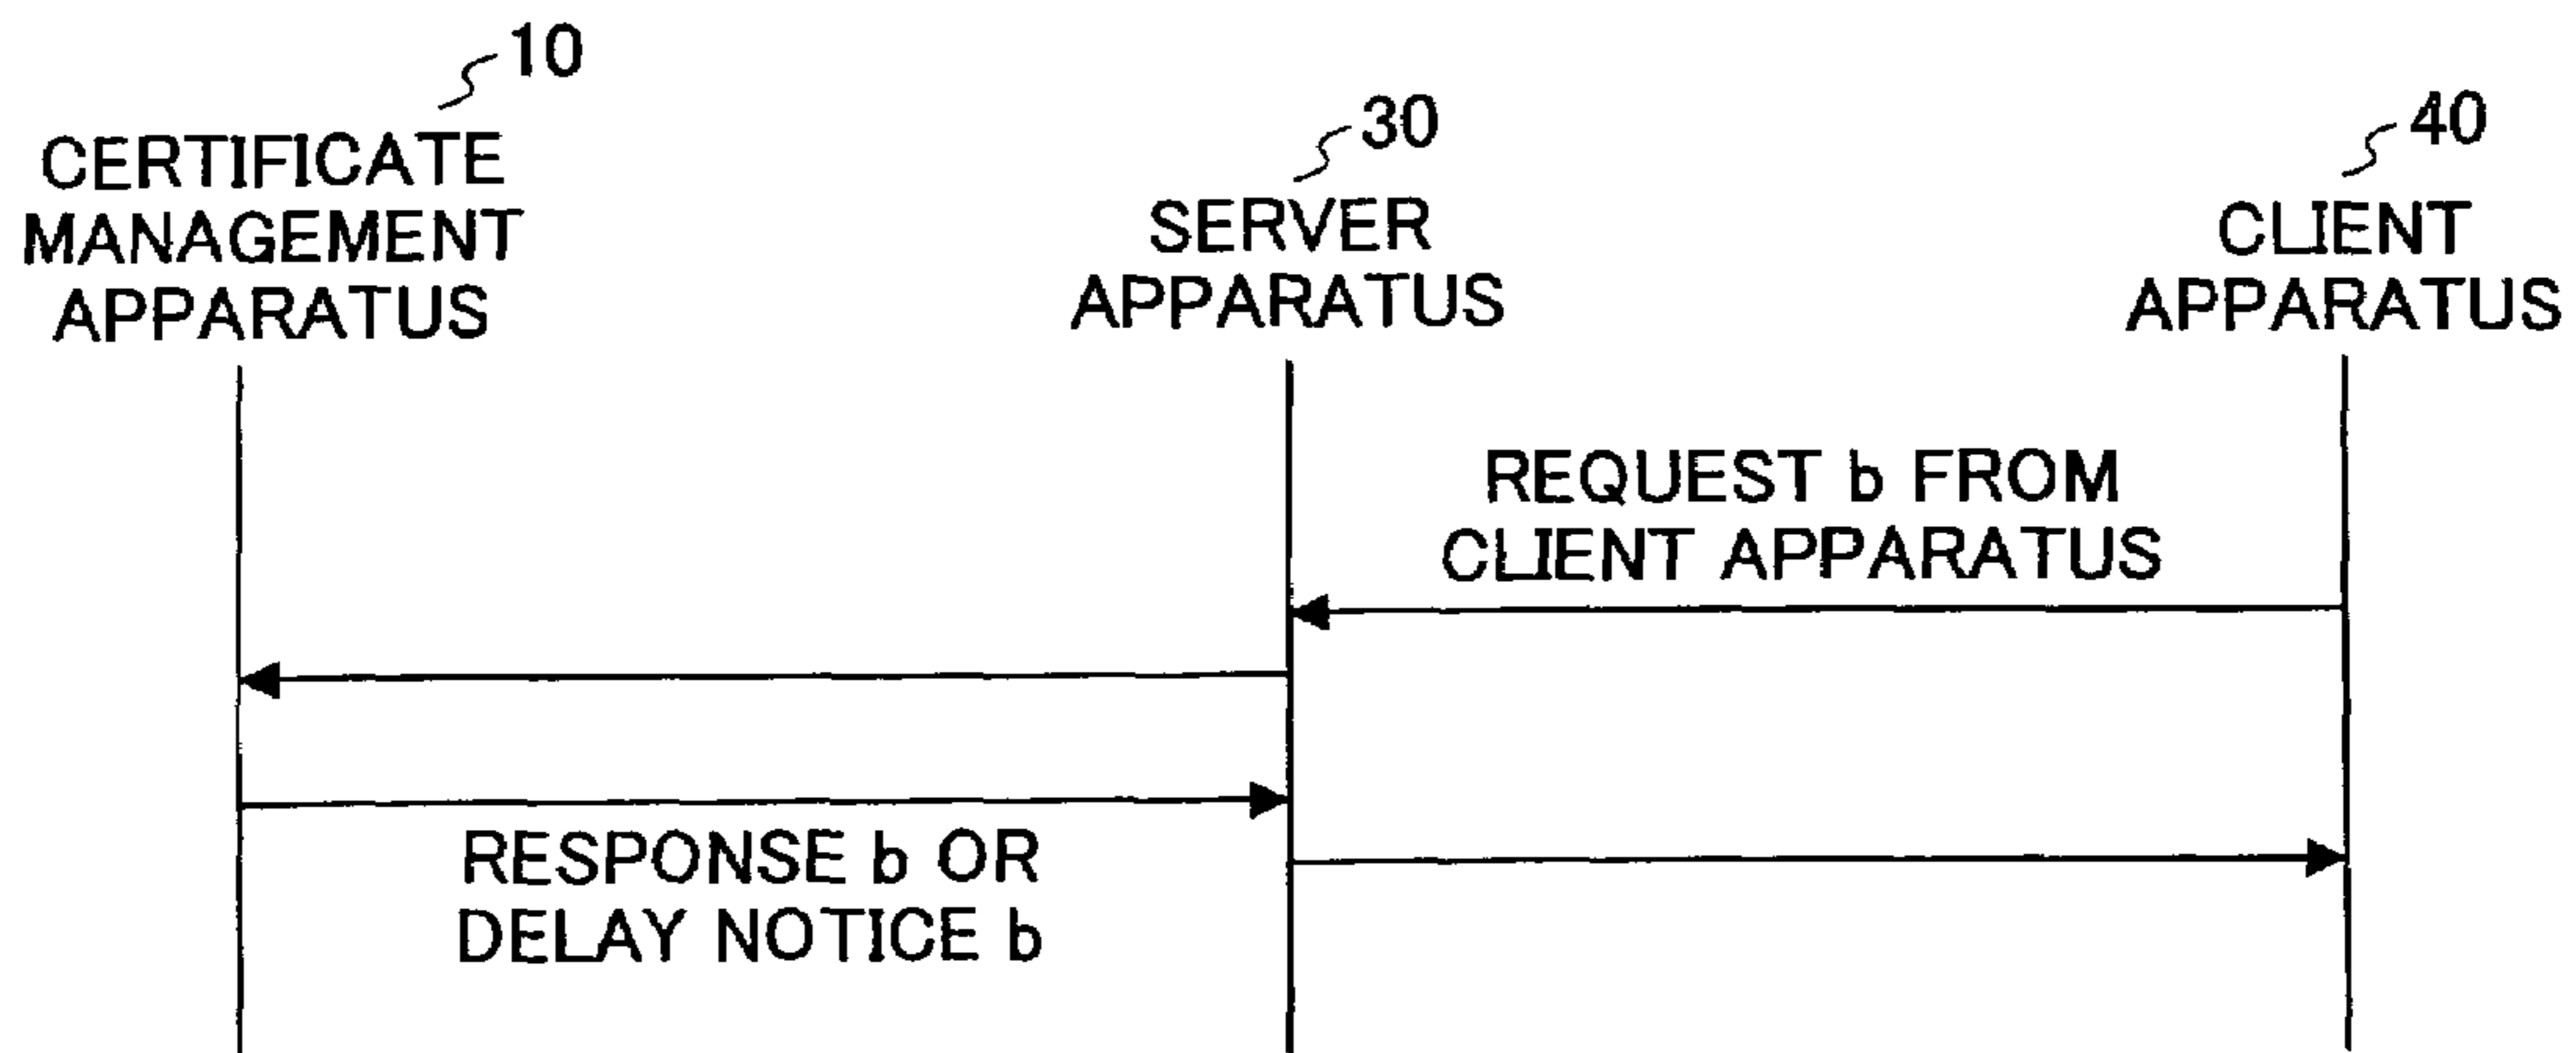 10
CERTIFICATE
MANAGEMENT
APPARATUS
30
SERVER
APPARATUS
40
CLIENT
APPARATUS
REQUEST b FROM
CLIENT APPARATUS
RESPONSE b OR
DELAY NOTICE b